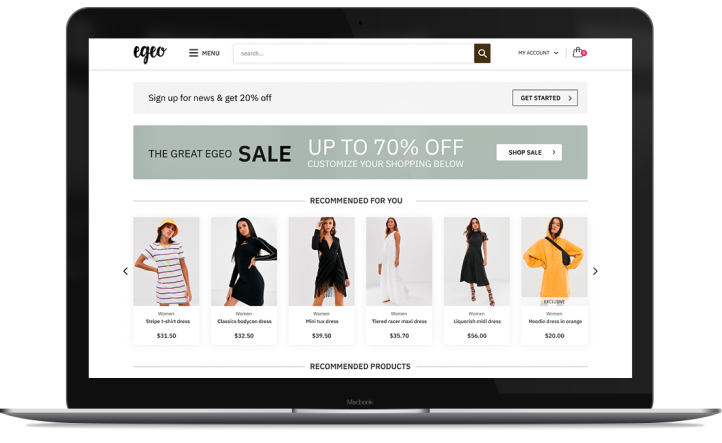 egeo
MENU
search...
MY ACCOUNT
Sign up for news & get 20% off
GET STARTED
THE GREAT EGEO SALE
UP TO 70% OFF
CUSTOMIZE YOUR SHOPPING BELOW
SHOP SALE
RECOMMENDED FOR YOU
EXCLUSIVE
Women Women Women Women Women Women
Stripe t-shirt dress Classics bodycon dress Mini tux dress Tiered racer maxi dress Liquorish midi dress Hoodie dress in orange
$31.50 $32.50 $39.50 $35.70 $56.00 $20.00
RECOMMENDED PRODUCTS
Macbook